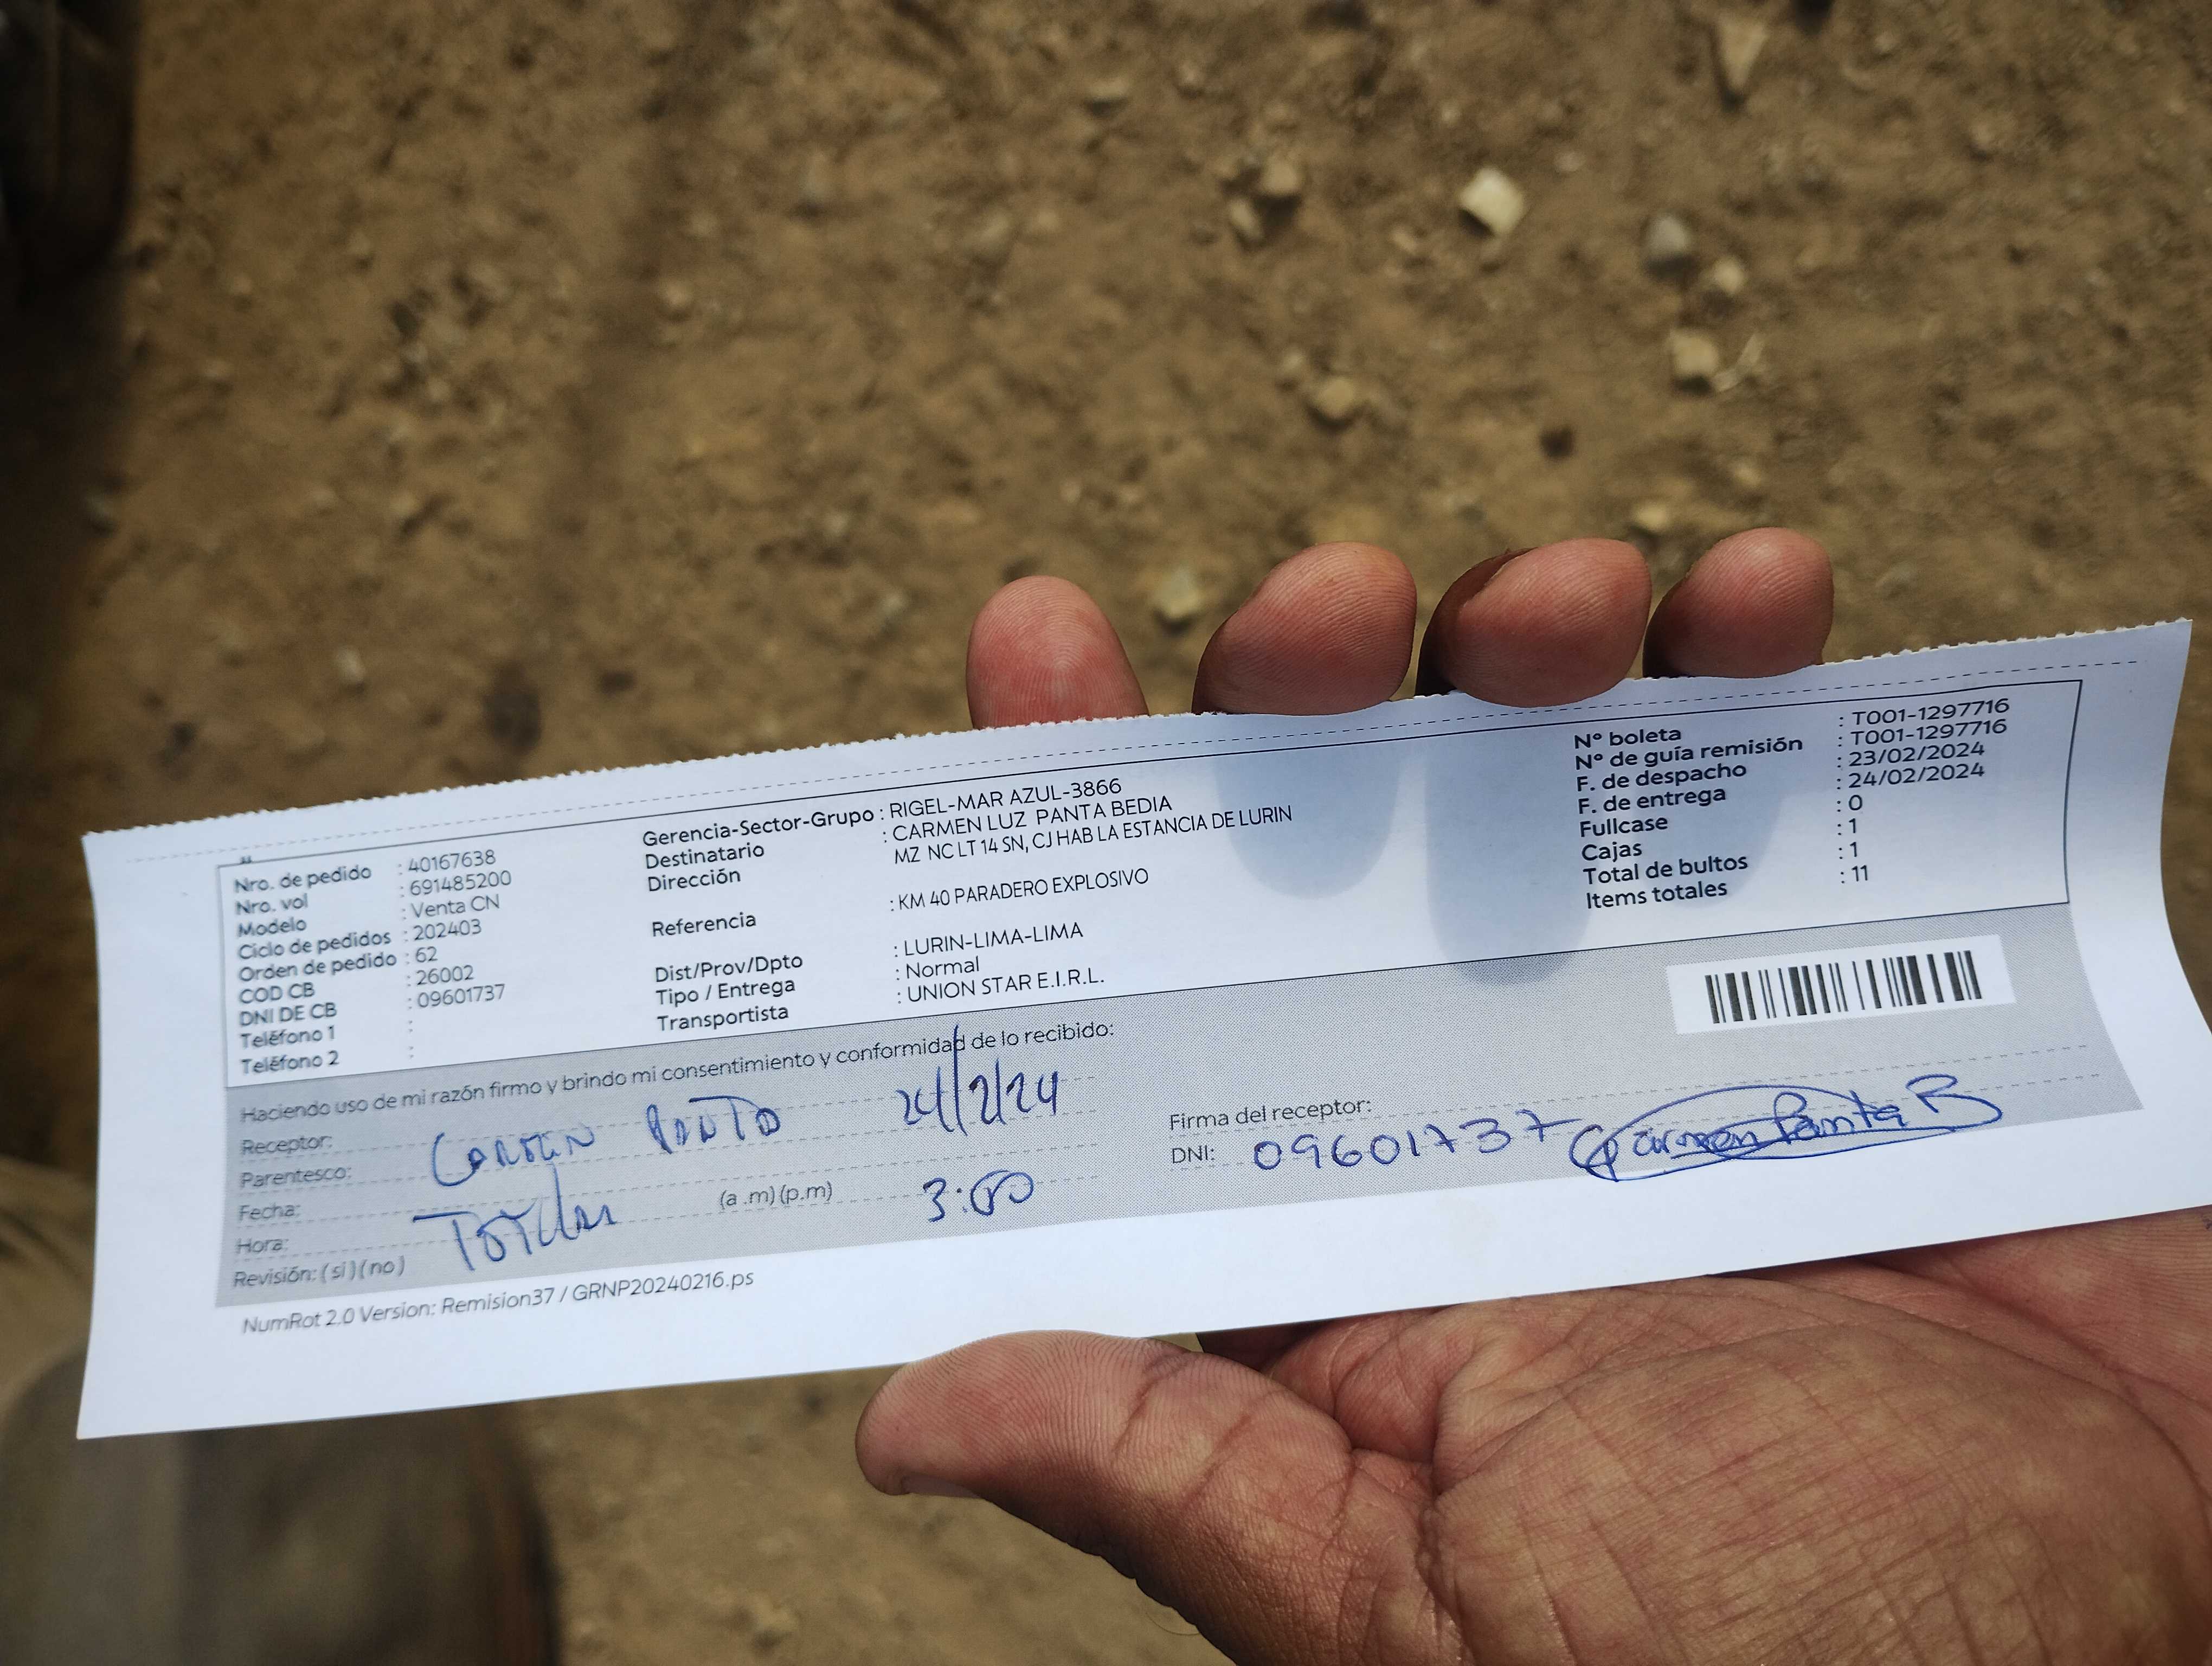 Nro. de pedido : 40167638
Nro. vol : 691485200
Modelo : Venta CN
Ciclo de pedidos : 202403
Orden de pedido : 62
COD CB : 26002
DNI DE CB : 09601737
Teléfono 1 :
Teléfono 2 :
Gerencia-Sector-Grupo : RIGEL-MAR AZUL-3866
Destinatario : CARMEN LUZ PANTA BEDIA
Dirección MZ NC LT 14 SN, CJ HAB LA ESTANCIA DE LURIN
Referencia : KM 40 PARADERO EXPLOSIVO
Dist/Prov/Dpto : LURIN-LIMA-LIMA
Tipo / Entrega : Normal
Transportista : UNION STAR E.I.R.L.
Nº boleta : T001-1297716
Nº de guía remisión : T001-1297716
F. de despacho : 23/02/2024
F. de entrega : 24/02/2024
Fullcase : 0
Cajas : 1
Total de bultos : 1
Items totales : 11
Haciendo uso de mi razón firmo y brindo mi consentimiento y conformidad de lo recibido:
Receptor:
Parentesco:
Fecha:
Hora: (a .m) (p.m)
Revisión: ( si ) ( no )
24/2/24
3:00
Firma del receptor:
DNI: 09601737 Carmen Panta B
NumRot 2.0 Version: Remision37 / GRNP20240216.ps